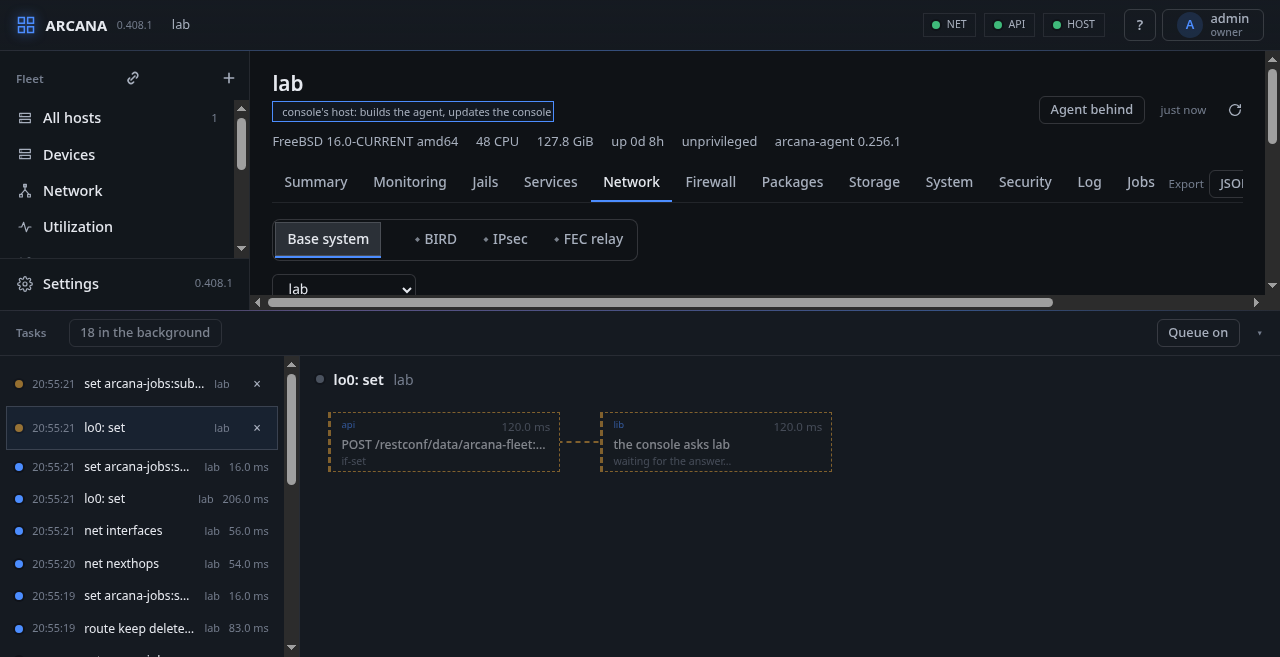 ARCANA 0.408.1 lab
NET API HOST ? A admin
owner
Fleet
All hosts 1
Devices
Network
Utilization
Settings 0.408.1
lab
console's host: builds the agent, updates the console
Agent behind just now
FreeBSD 16.0-CURRENT amd64 48 CPU 127.8 GiB up 0d 8h unprivileged arcana-agent 0.256.1
Summary Monitoring Jails Services Network Firewall Packages Storage System Security Log Jobs Export
Base system BIRD IPsec FEC relay
lab
Tasks 18 in the background Queue on
20:55:21 set arcana-jobs:sub... lab ×
20:55:21 lo0: set lab ×
20:55:21 set arcana-jobs:s... lab 16.0 ms
20:55:21 lo0: set lab 206.0 ms
20:55:21 net interfaces lab 56.0 ms
20:55:20 net nexthops lab 54.0 ms
20:55:19 set arcana-jobs:s... lab 16.0 ms
20:55:19 route keep delete... lab 83.0 ms
lo0: set lab
api 120.0 ms
POST /restconf/data/arcana-fleet:...
if-set
lib 120.0 ms
the console asks lab
waiting for the answer...